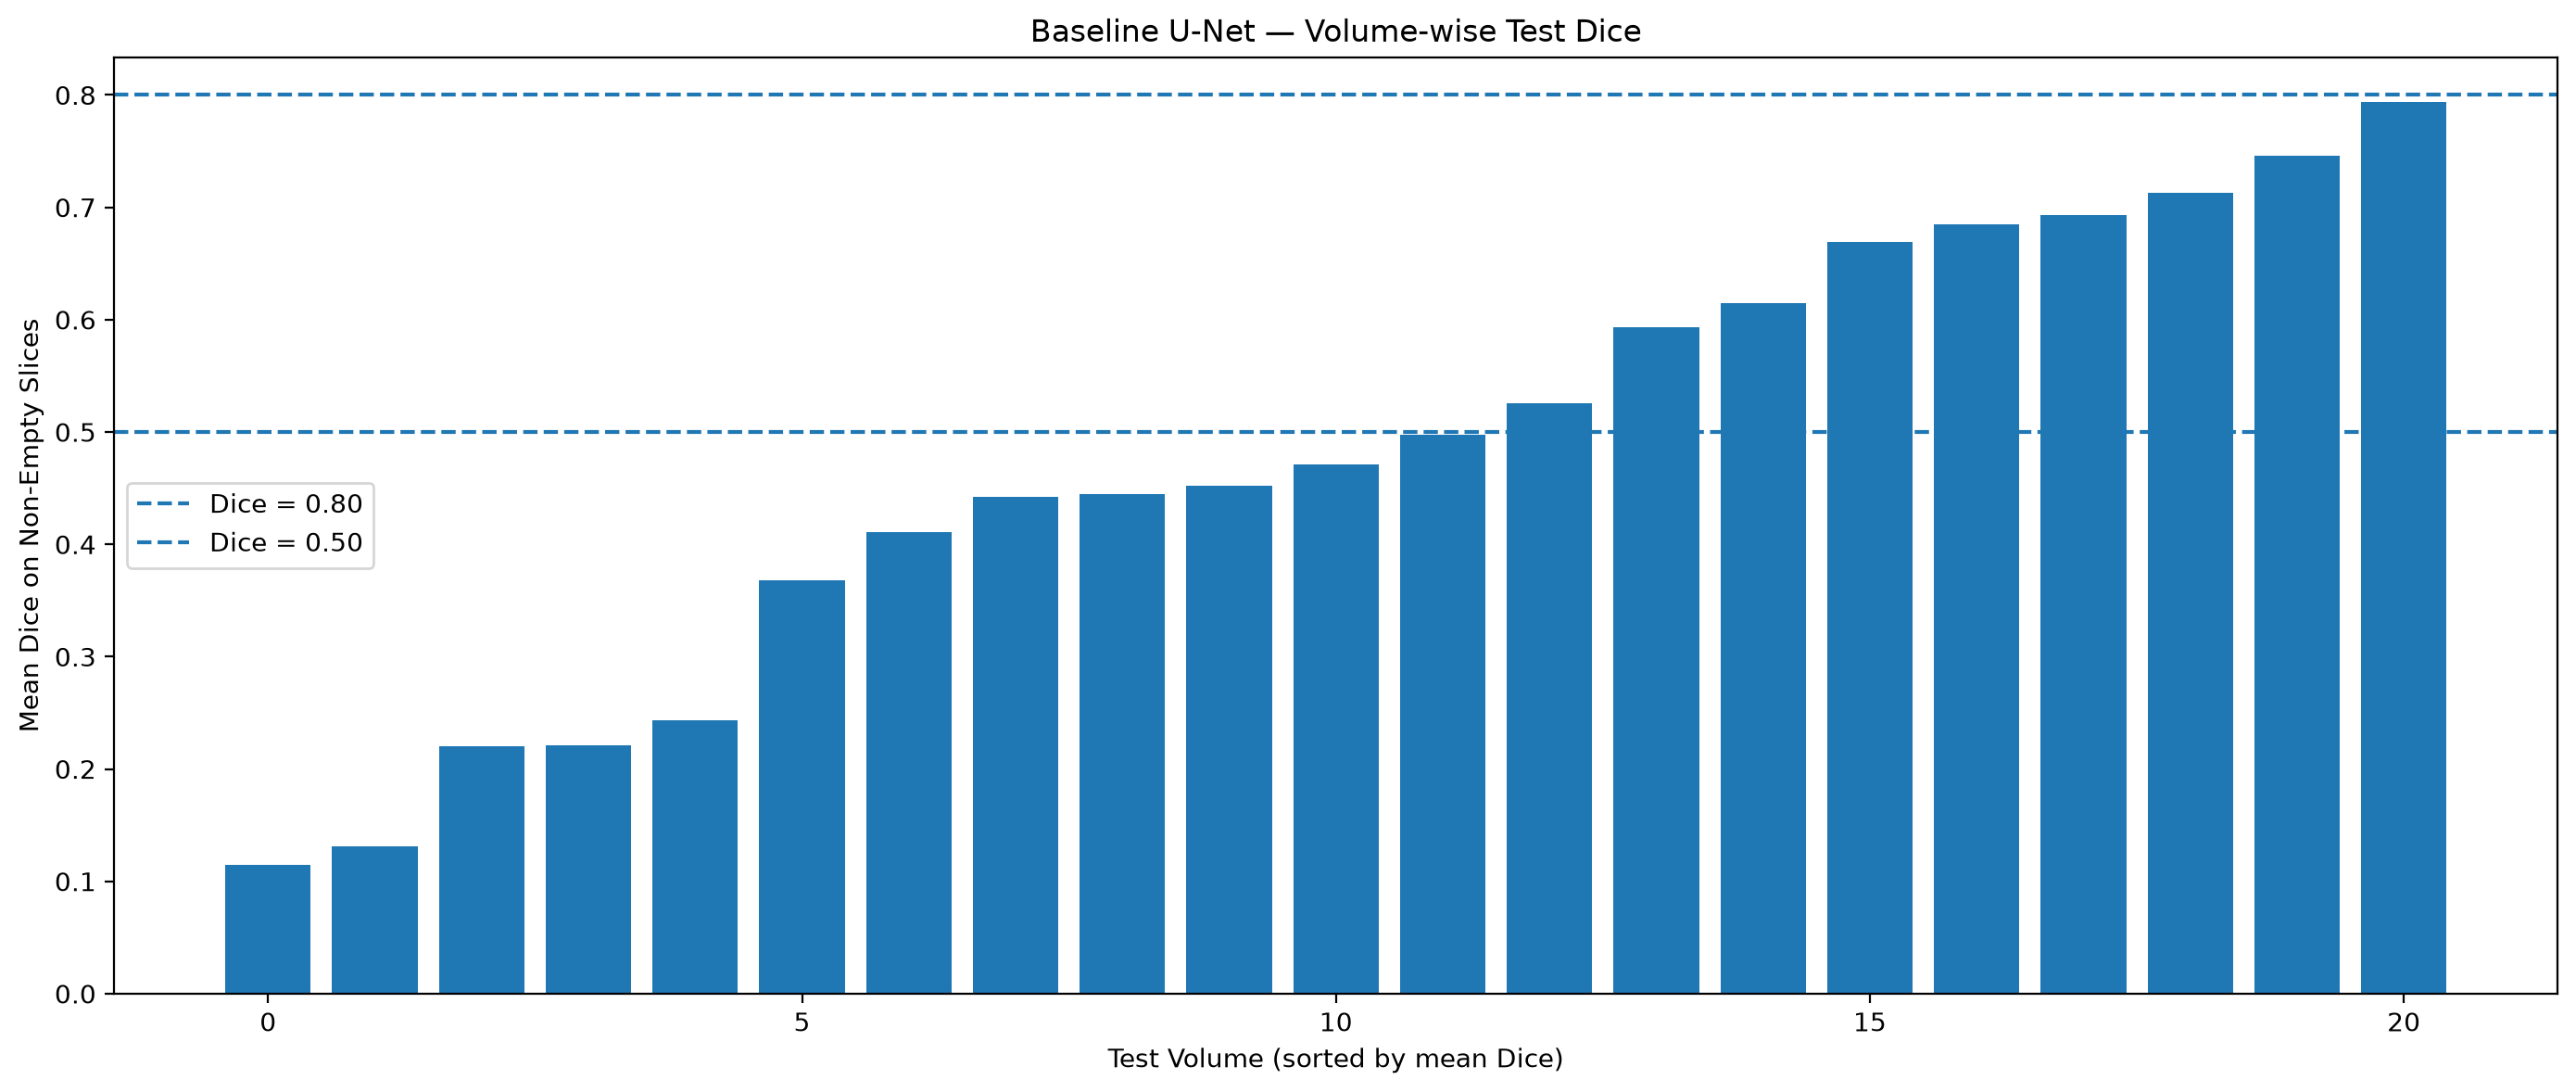 Baseline U-Net — Volume-wise Test Dice
Mean Dice on Non-Empty Slices
0.8
0.7
0.6
0.5
0.4
0.3
0.2
0.1
0.0
Dice = 0.80
Dice = 0.50
0 5 10 15 20
Test Volume (sorted by mean Dice)